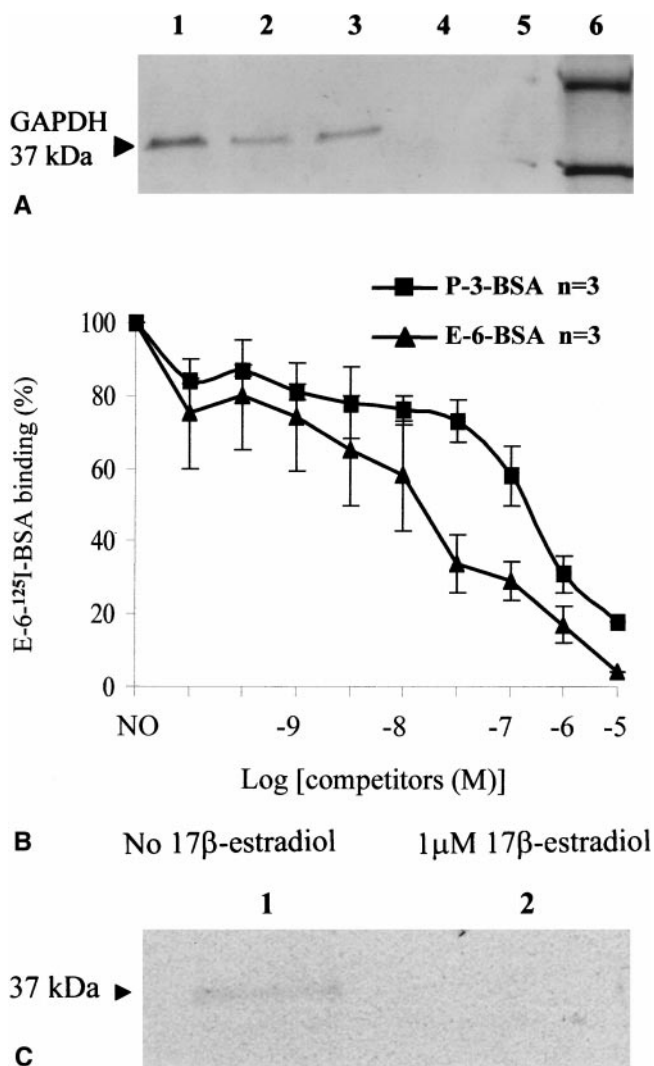 1 2 3 4 5 6
GAPDH
37 kDa
A
P-3-BSA n=3
E-6-BSA n=3
100
80
60
40
20
0
E-6-¹²⁵I-BSA binding (%)
NO -9 -8 -7 -6 -5
Log [competitors (M)]
B No 17β-estradiol 1μM 17β-estradiol
1 2
37 kDa
C